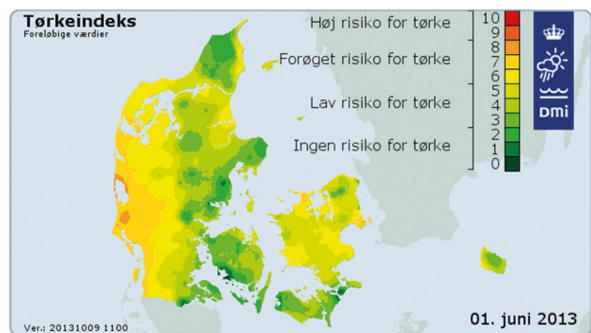 Tørkeindeks
Foreløbige værdier
Høj risiko for tørke
Forøget risiko for tørke
Lav risiko for tørke
Ingen risiko for tørke
10
9
8
7
6
5
4
3
2
1
0
DMi
01. juni 2013
Ver.: 20131009 1100